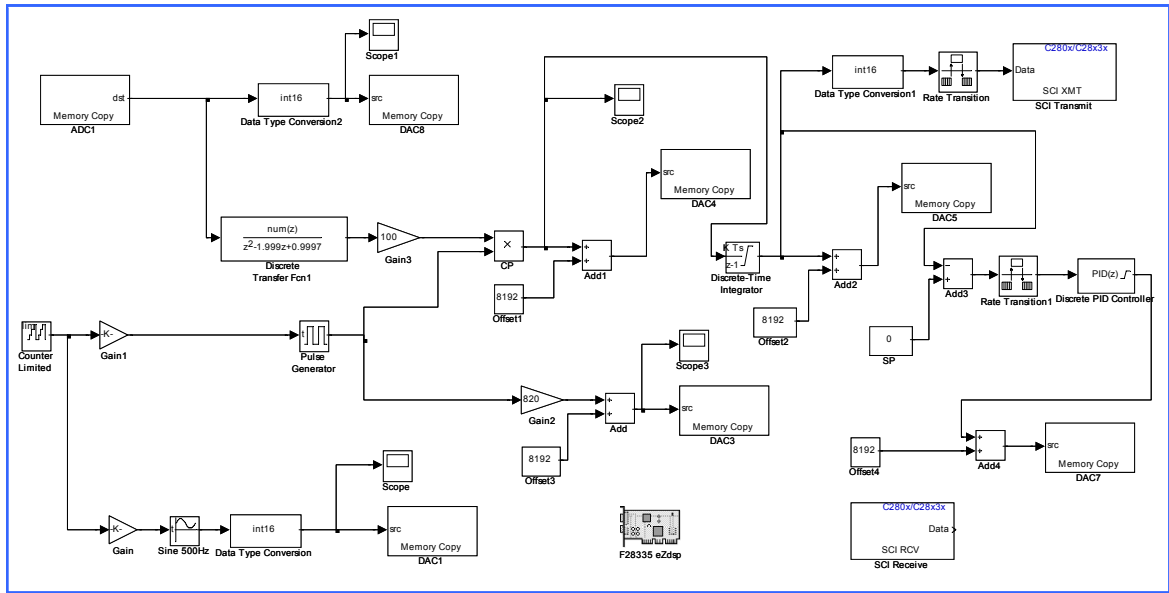 Scope1
dst
Memory Copy
ADC1
int16
Data Type Conversion2
src
Memory Copy
DAC8
Scope2
int16
Data Type Conversion1
Rate Transition
C280x/C28x3x
Data
SCI XMT
SCI Transmit
src
Memory Copy
DAC4
src
Memory Copy
DAC5
num(z)
z2-1.999z+0.9997
Discrete
Transfer Fcn1
100
Gain3
×
CP
+
+
Add1
8192
Offset1
K Ts
z-1
Discrete-Time
Integrator
+
+
Add2
8192
Offset2
−
+
Add3
Rate Transition1
PID(z)
Discrete PID Controller
0
SP
lim
Counter
Limited
-K-
Gain1
t
Pulse
Generator
Scope3
820
Gain2
+
+
Add
src
Memory Copy
DAC3
8192
Offset3
8192
Offset4
+
+
Add4
src
Memory Copy
DAC7
Scope
-K-
Gain
t
Sine 500Hz
int16
Data Type Conversion
src
Memory Copy
DAC1
F28335 eZdsp
C280x/C28x3x
Data
SCI RCV
SCI Receive